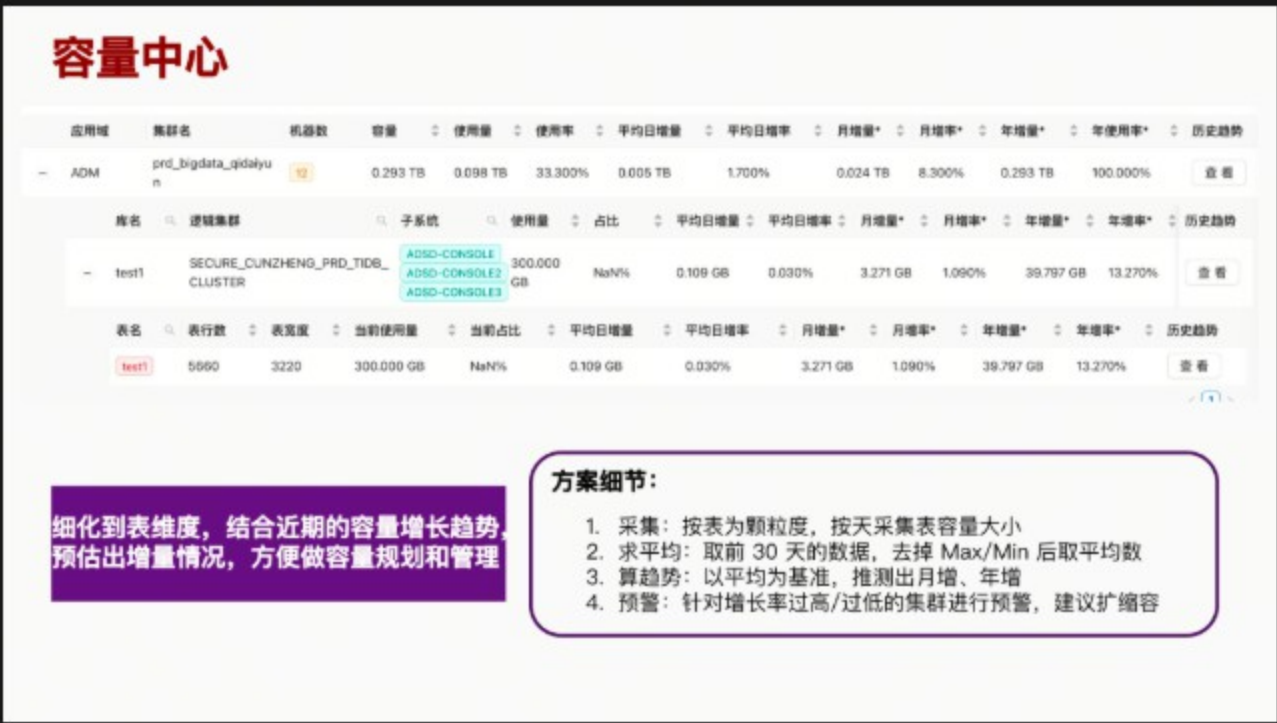 容量中心
应用域 集群名 机器数 容量 使用量 使用率 平均日增量 平均日增率 月增量* 月增率* 年增量* 年使用率* 历史趋势
− ADM prd_bigdata_qidaiyu
n 12 0.293 TB 0.098 TB 33.300% 0.005 TB 1.700% 0.024 TB 8.300% 0.293 TB 100.000% 查看
库名 逻辑集群 子系统 使用量 占比 平均日增量 平均日增率 月增量* 月增率* 年增量* 年增率* 历史趋势
− test1 SECURE_CUNZHENG_PRD_TIDB_
CLUSTER ADSD-CONSOLE
ADSD-CONSOLE2
ADSD-CONSOLE3 300.000
GB NaN% 0.109 GB 0.030% 3.271 GB 1.090% 39.797 GB 13.270% 查看
表名 表行数 表宽度 当前使用量 当前占比 平均日增量 平均日增率 月增量* 月增率* 年增量* 年增率* 历史趋势
test1 5660 3220 300.000 GB NaN% 0.109 GB 0.030% 3.271 GB 1.090% 39.797 GB 13.270% 查看
1
细化到表维度，结合近期的容量增长趋势，
预估出增量情况，方便做容量规划和管理
方案细节：
1. 采集：按表为颗粒度，按天采集表容量大小
2. 求平均：取前 30 天的数据，去掉 Max/Min 后取平均数
3. 算趋势：以平均为基准，推测出月增、年增
4. 预警：针对增长率过高/过低的集群进行预警，建议扩缩容